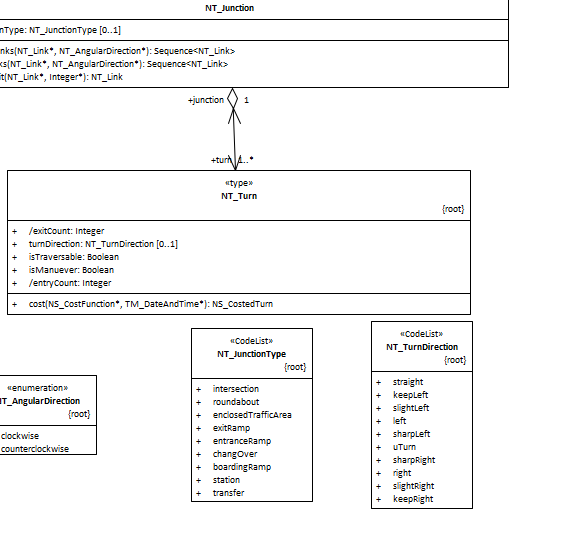 NT_Junction
nType: NT_JunctionType [0..1]
nks(NT_Link*, NT_AngularDirection*): Sequence<NT_Link>
ks(NT_Link*, NT_AngularDirection*): Sequence<NT_Link>
it(NT_Link*, Integer*): NT_Link
+junction 1
+turn 1..*
«type»
NT_Turn
{root}
+ /exitCount: Integer
+ turnDirection: NT_TurnDirection [0..1]
+ isTraversable: Boolean
+ isManuever: Boolean
+ /entryCount: Integer
+ cost(NS_CostFunction*, TM_DateAndTime*): NS_CostedTurn
«enumeration»
NT_AngularDirection
{root}
clockwise
counterclockwise
«CodeList»
NT_JunctionType
{root}
+ intersection
+ roundabout
+ enclosedTrafficArea
+ exitRamp
+ entranceRamp
+ changOver
+ boardingRamp
+ station
+ transfer
«CodeList»
NT_TurnDirection
{root}
+ straight
+ keepLeft
+ slightLeft
+ left
+ sharpLeft
+ uTurn
+ sharpRight
+ right
+ slightRight
+ keepRight